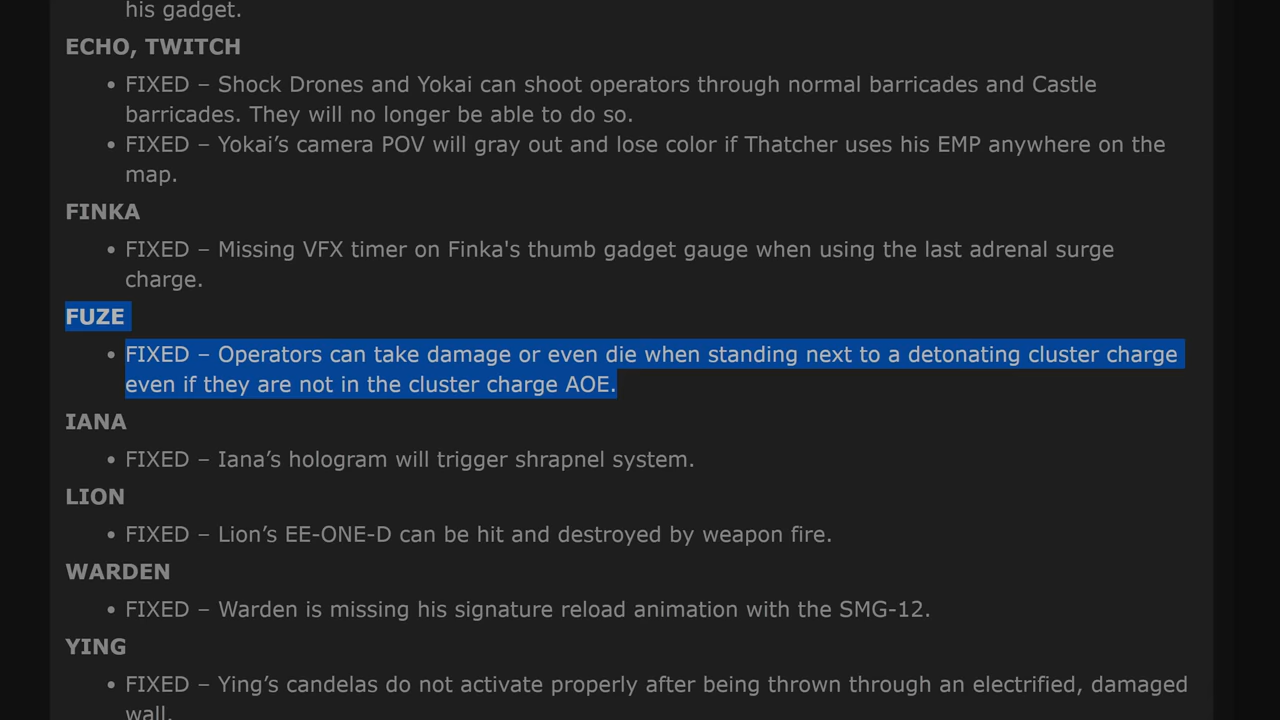 his gadget.
ECHO, TWITCH
• FIXED – Shock Drones and Yokai can shoot operators through normal barricades and Castle
barricades. They will no longer be able to do so.
• FIXED – Yokai’s camera POV will gray out and lose color if Thatcher uses his EMP anywhere on the
map.
FINKA
• FIXED – Missing VFX timer on Finka's thumb gadget gauge when using the last adrenal surge
charge.
FUZE
• FIXED – Operators can take damage or even die when standing next to a detonating cluster charge
even if they are not in the cluster charge AOE.
IANA
• FIXED – Iana’s hologram will trigger shrapnel system.
LION
• FIXED – Lion’s EE-ONE-D can be hit and destroyed by weapon fire.
WARDEN
• FIXED – Warden is missing his signature reload animation with the SMG-12.
YING
• FIXED – Ying’s candelas do not activate properly after being thrown through an electrified, damaged
wall.